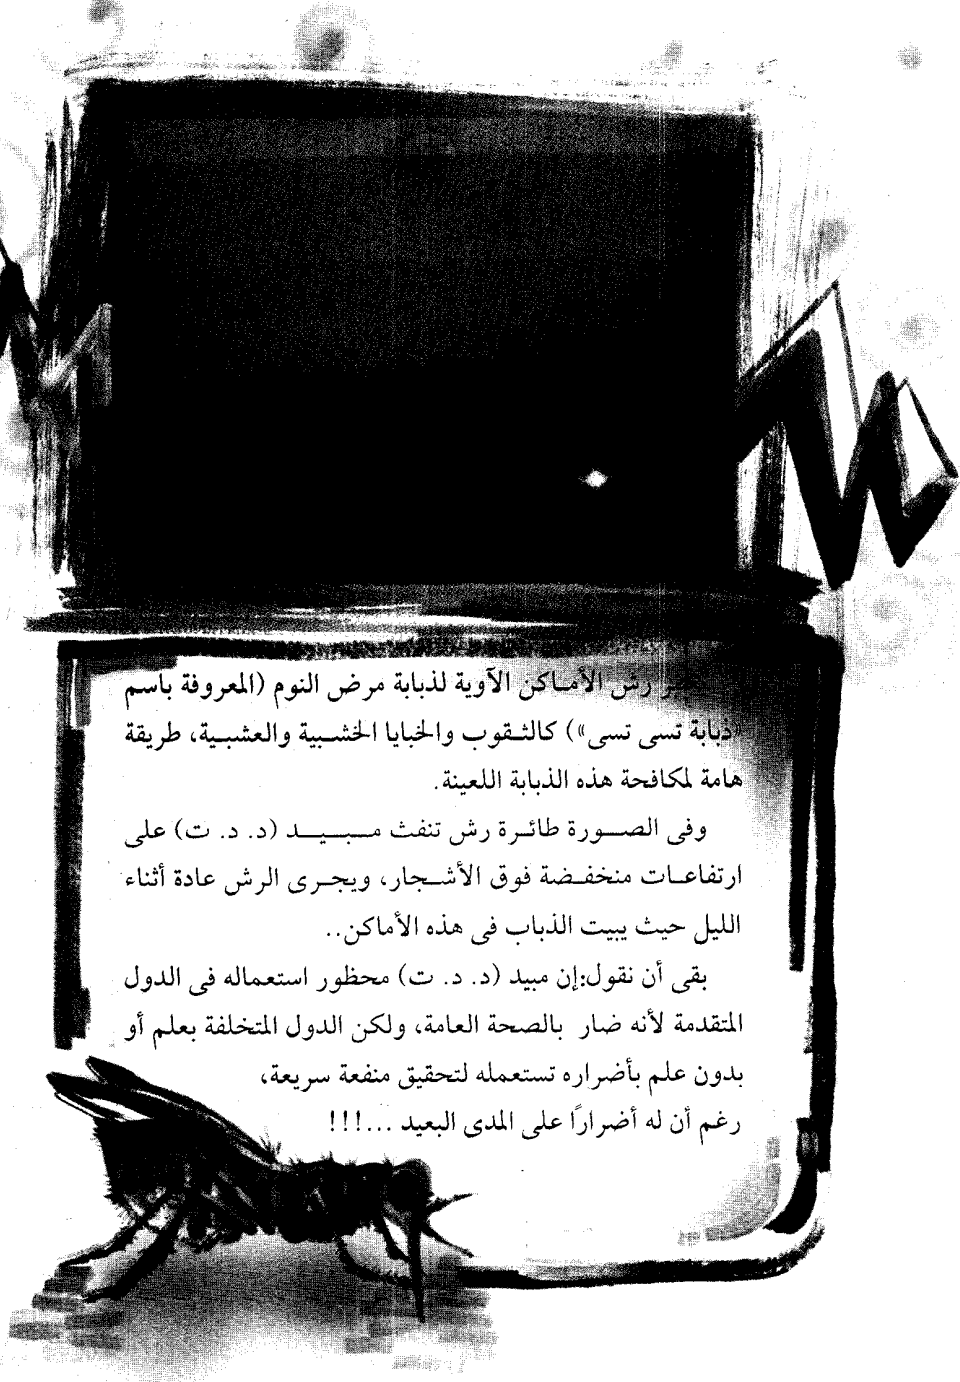 رش الأماكن الآوية لذبابة مرض النوم (المعروفة باسم
«ذبابة تسى تسى») كالثقوب والخبايا الخشبية والعشبية، طريقة
هامة لمكافحة هذه الذبابة اللعينة.
وفى الصورة طائرة رش تنفث مبيد (د. د. ت) على
ارتفاعات منخفضة فوق الأشجار، ويجرى الرش عادة أثناء
الليل حيث يبيت الذباب فى هذه الأماكن..
بقى أن نقول:إن مبيد (د. د. ت) محظور استعماله فى الدول
المتقدمة لأنه ضار بالصحة العامة، ولكن الدول المتخلفة بعلم أو
بدون علم بأضراره تستعمله لتحقيق منفعة سريعة،
رغم أن له أضرارًا على المدى البعيد ...!!!